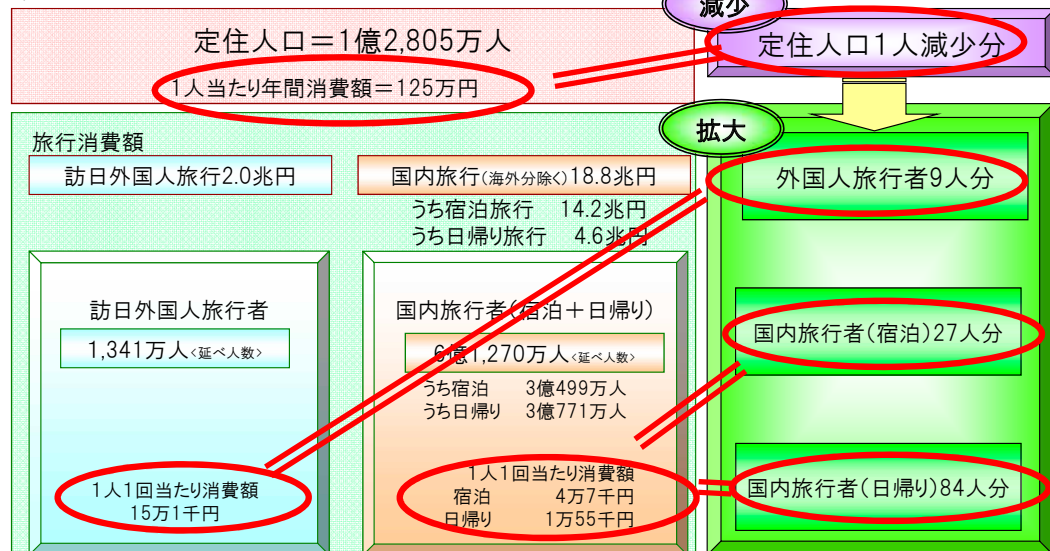 減少
定住人口＝1億2,805万人
1人当たり年間消費額＝125万円
定住人口1人減少分
拡大
旅行消費額
訪日外国人旅行2.0兆円
国内旅行(海外分除く)18.8兆円
うち宿泊旅行　14.2兆円
うち日帰り旅行　4.6兆円
外国人旅行者9人分
訪日外国人旅行者
1,341万人<延べ人数>
1人1回当たり消費額
15万1千円
国内旅行者(宿泊＋日帰り)
6億1,270万人<延べ人数>
うち宿泊　3億499万人
うち日帰り　3億771万人
1人1回当たり消費額
宿泊　4万7千円
日帰り　1万55千円
国内旅行者(宿泊)27人分
国内旅行者(日帰り)84人分